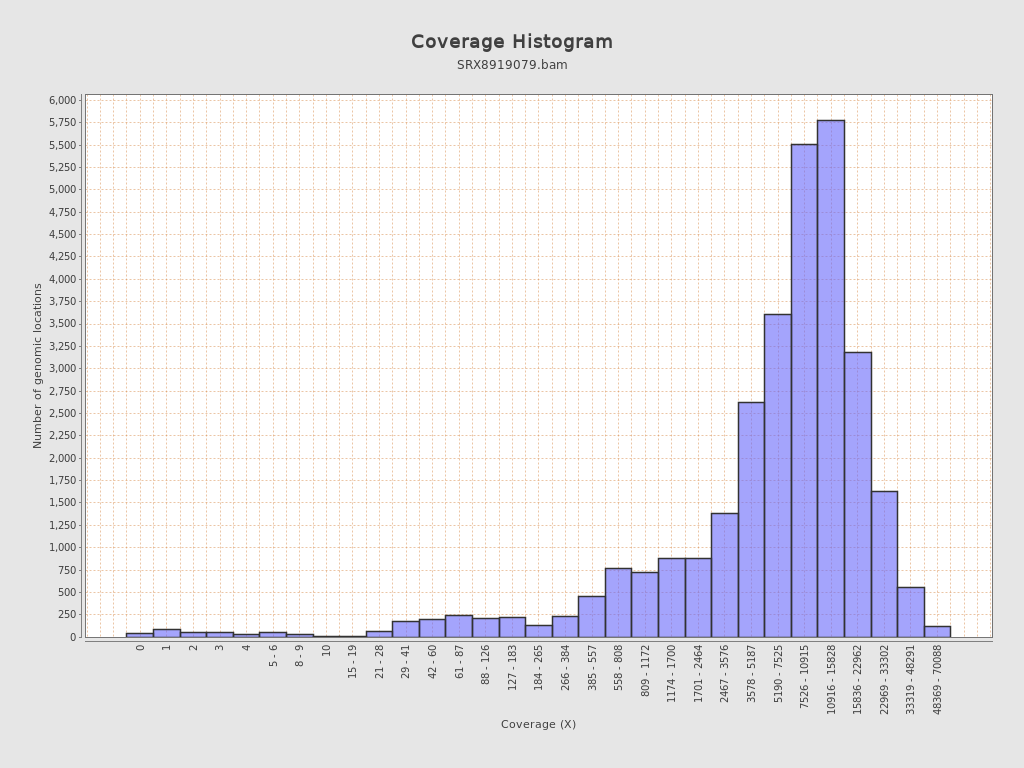 Coverage Histogram
SRX8919079.bam
Number of genomic locations
6,000
5,750
5,500
5,250
5,000
4,750
4,500
4,250
4,000
3,750
3,500
3,250
3,000
2,750
2,500
2,250
2,000
1,750
1,500
1,250
1,000
750
500
250
0
0
1
2
3
4
5 - 6
8 - 9
10
15 - 19
21 - 28
29 - 41
42 - 60
61 - 87
88 - 126
127 - 183
184 - 265
266 - 384
385 - 557
558 - 808
809 - 1172
1174 - 1700
1701 - 2464
2467 - 3576
3578 - 5187
5190 - 7525
7526 - 10915
10916 - 15828
15836 - 22962
22969 - 33302
33319 - 48291
48369 - 70088
Coverage (X)